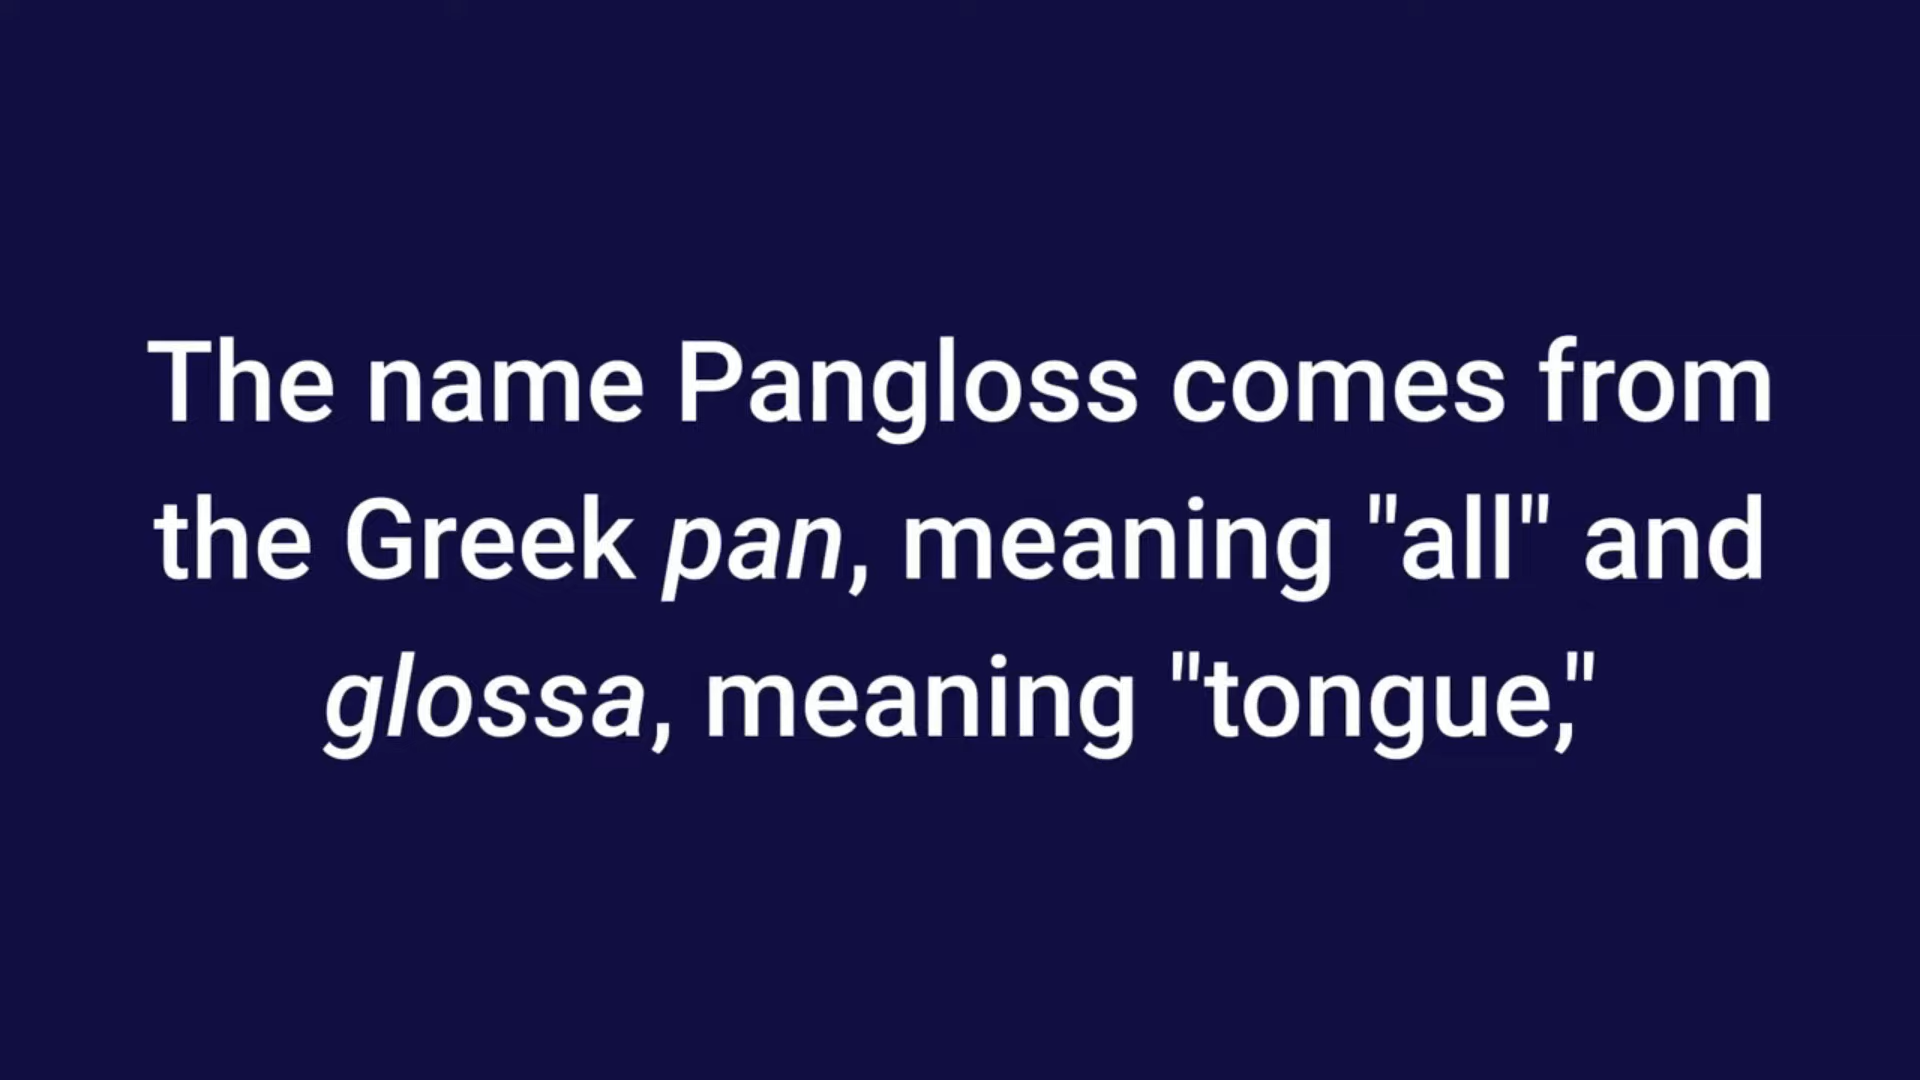 The name Pangloss comes from
the Greek pan, meaning "all" and
glossa, meaning "tongue,"